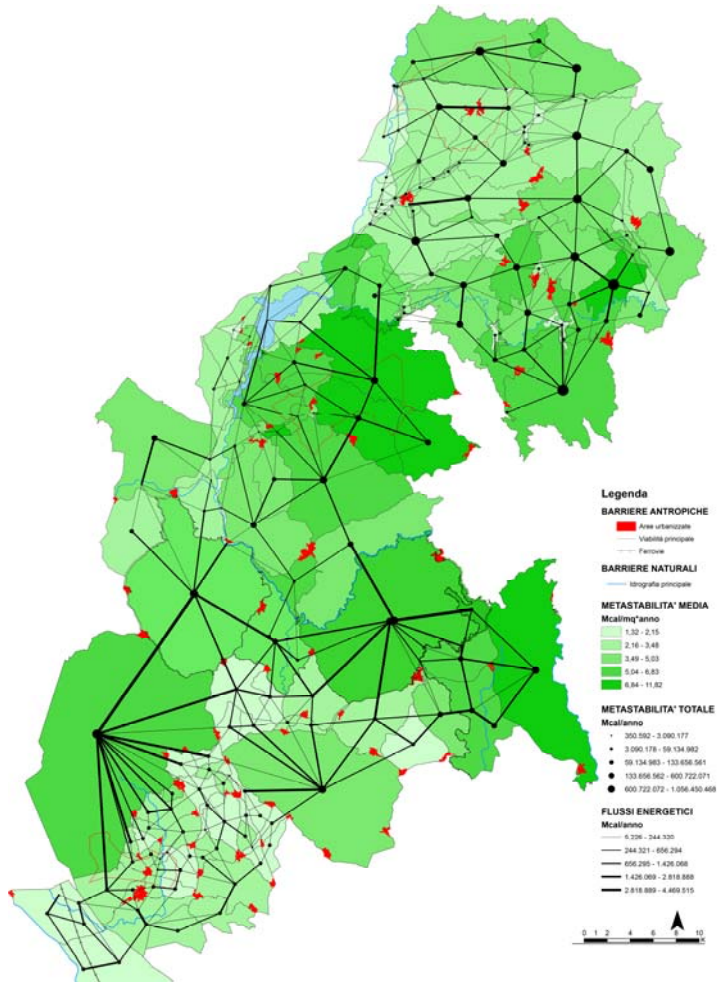 Legenda
BARRIERE ANTROPICHE
Aree urbanizzate
Viabilità principale
Ferrovie
BARRIERE NATURALI
Idrografia principale
METASTABILITA' MEDIA
Mcal/mq*anno
1,32 - 2,15
2,16 - 3,48
3,49 - 5,03
5,04 - 6,83
6,84 - 11,82
METASTABILITA' TOTALE
Mcal/anno
350.592 - 3.090.177
3.090.178 - 59.134.982
59.134.983 - 133.656.561
133.656.562 - 600.722.071
600.722.072 - 1.056.450.468
FLUSSI ENERGETICI
Mcal/anno
244.321 - 656.294
656.295 - 1.426.068
1.426.069 - 2.818.888
2.818.889 - 4.469.515
0 1 2 4 6 8 10